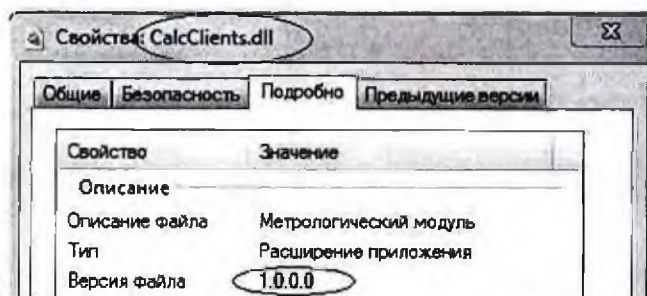 Свойства: CalcClients.dll
Общие Безопасность Подробно Предыдущие версии
Свойство Значение
Описание
Описание файла Метрологический модуль
Тип Расширение приложения
Версия файла 1.0.0.0